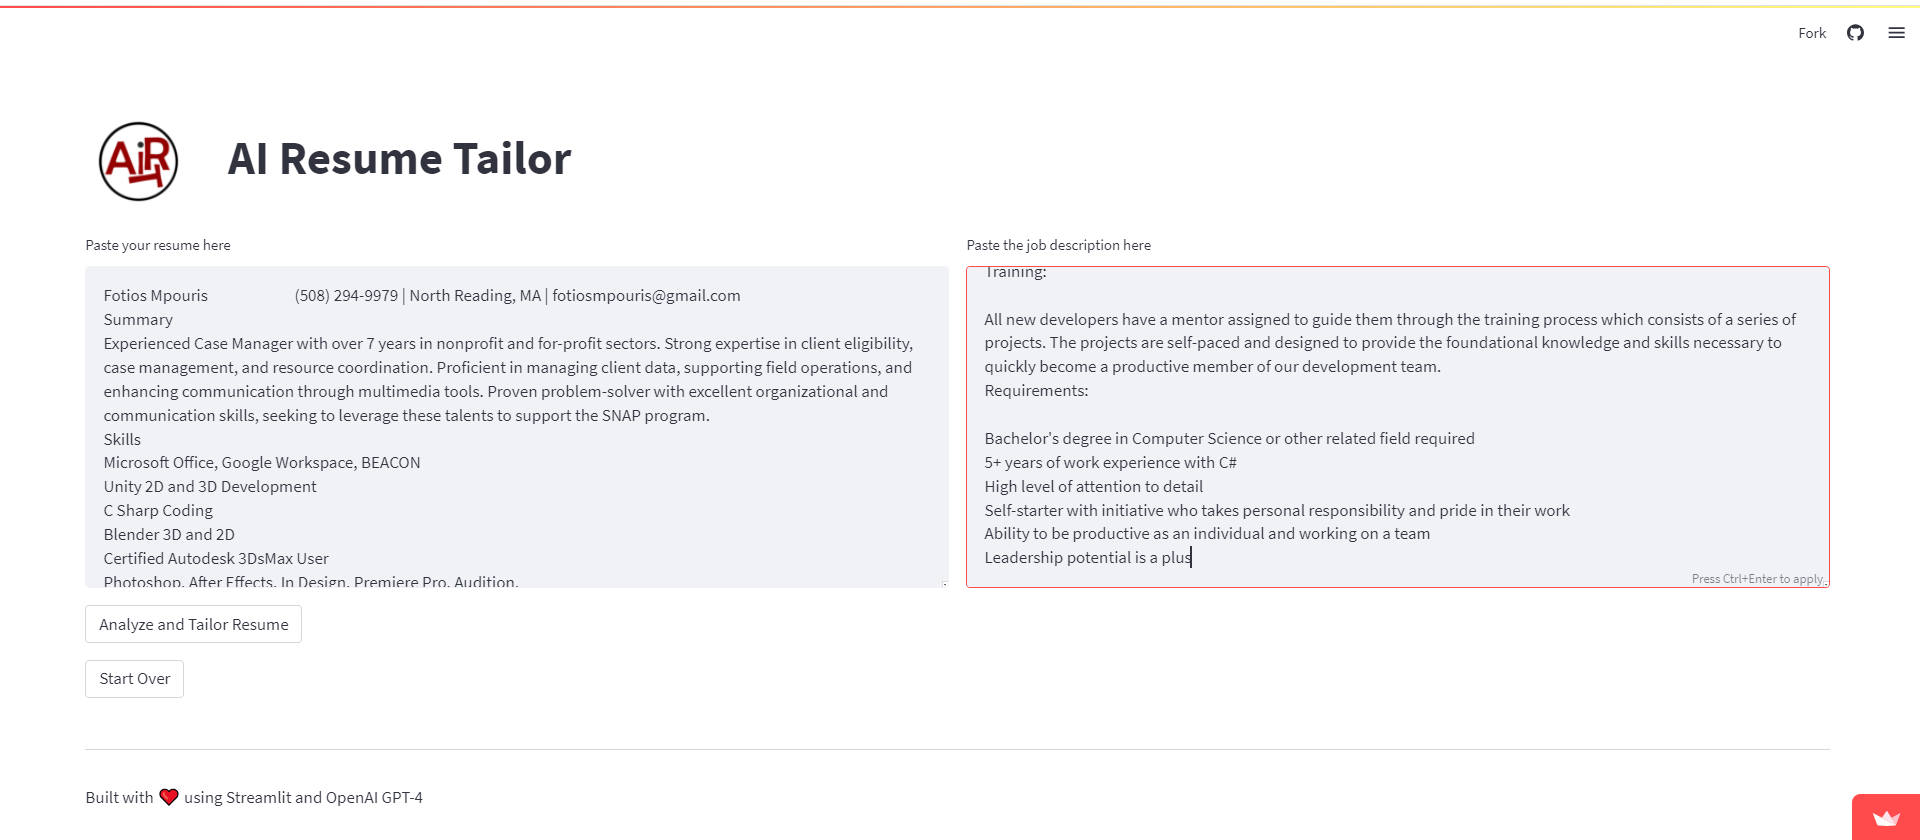 Fork
AiR
AI Resume Tailor
Paste your resume here
Fotios Mpouris (508) 294-9979 | North Reading, MA | fotiosmpouris@gmail.com
Summary
Experienced Case Manager with over 7 years in nonprofit and for-profit sectors. Strong expertise in client eligibility,
case management, and resource coordination. Proficient in managing client data, supporting field operations, and
enhancing communication through multimedia tools. Proven problem-solver with excellent organizational and
communication skills, seeking to leverage these talents to support the SNAP program.
Skills
Microsoft Office, Google Workspace, BEACON
Unity 2D and 3D Development
C Sharp Coding
Blender 3D and 2D
Certified Autodesk 3DsMax User
Photoshop, After Effects, In Design, Premiere Pro, Audition,
Paste the job description here
Training:
All new developers have a mentor assigned to guide them through the training process which consists of a series of
projects. The projects are self-paced and designed to provide the foundational knowledge and skills necessary to
quickly become a productive member of our development team.
Requirements:
Bachelor's degree in Computer Science or other related field required
5+ years of work experience with C#
High level of attention to detail
Self-starter with initiative who takes personal responsibility and pride in their work
Ability to be productive as an individual and working on a team
Leadership potential is a plus
Press Ctrl+Enter to apply
Analyze and Tailor Resume
Start Over
Built with ❤️ using Streamlit and OpenAI GPT-4